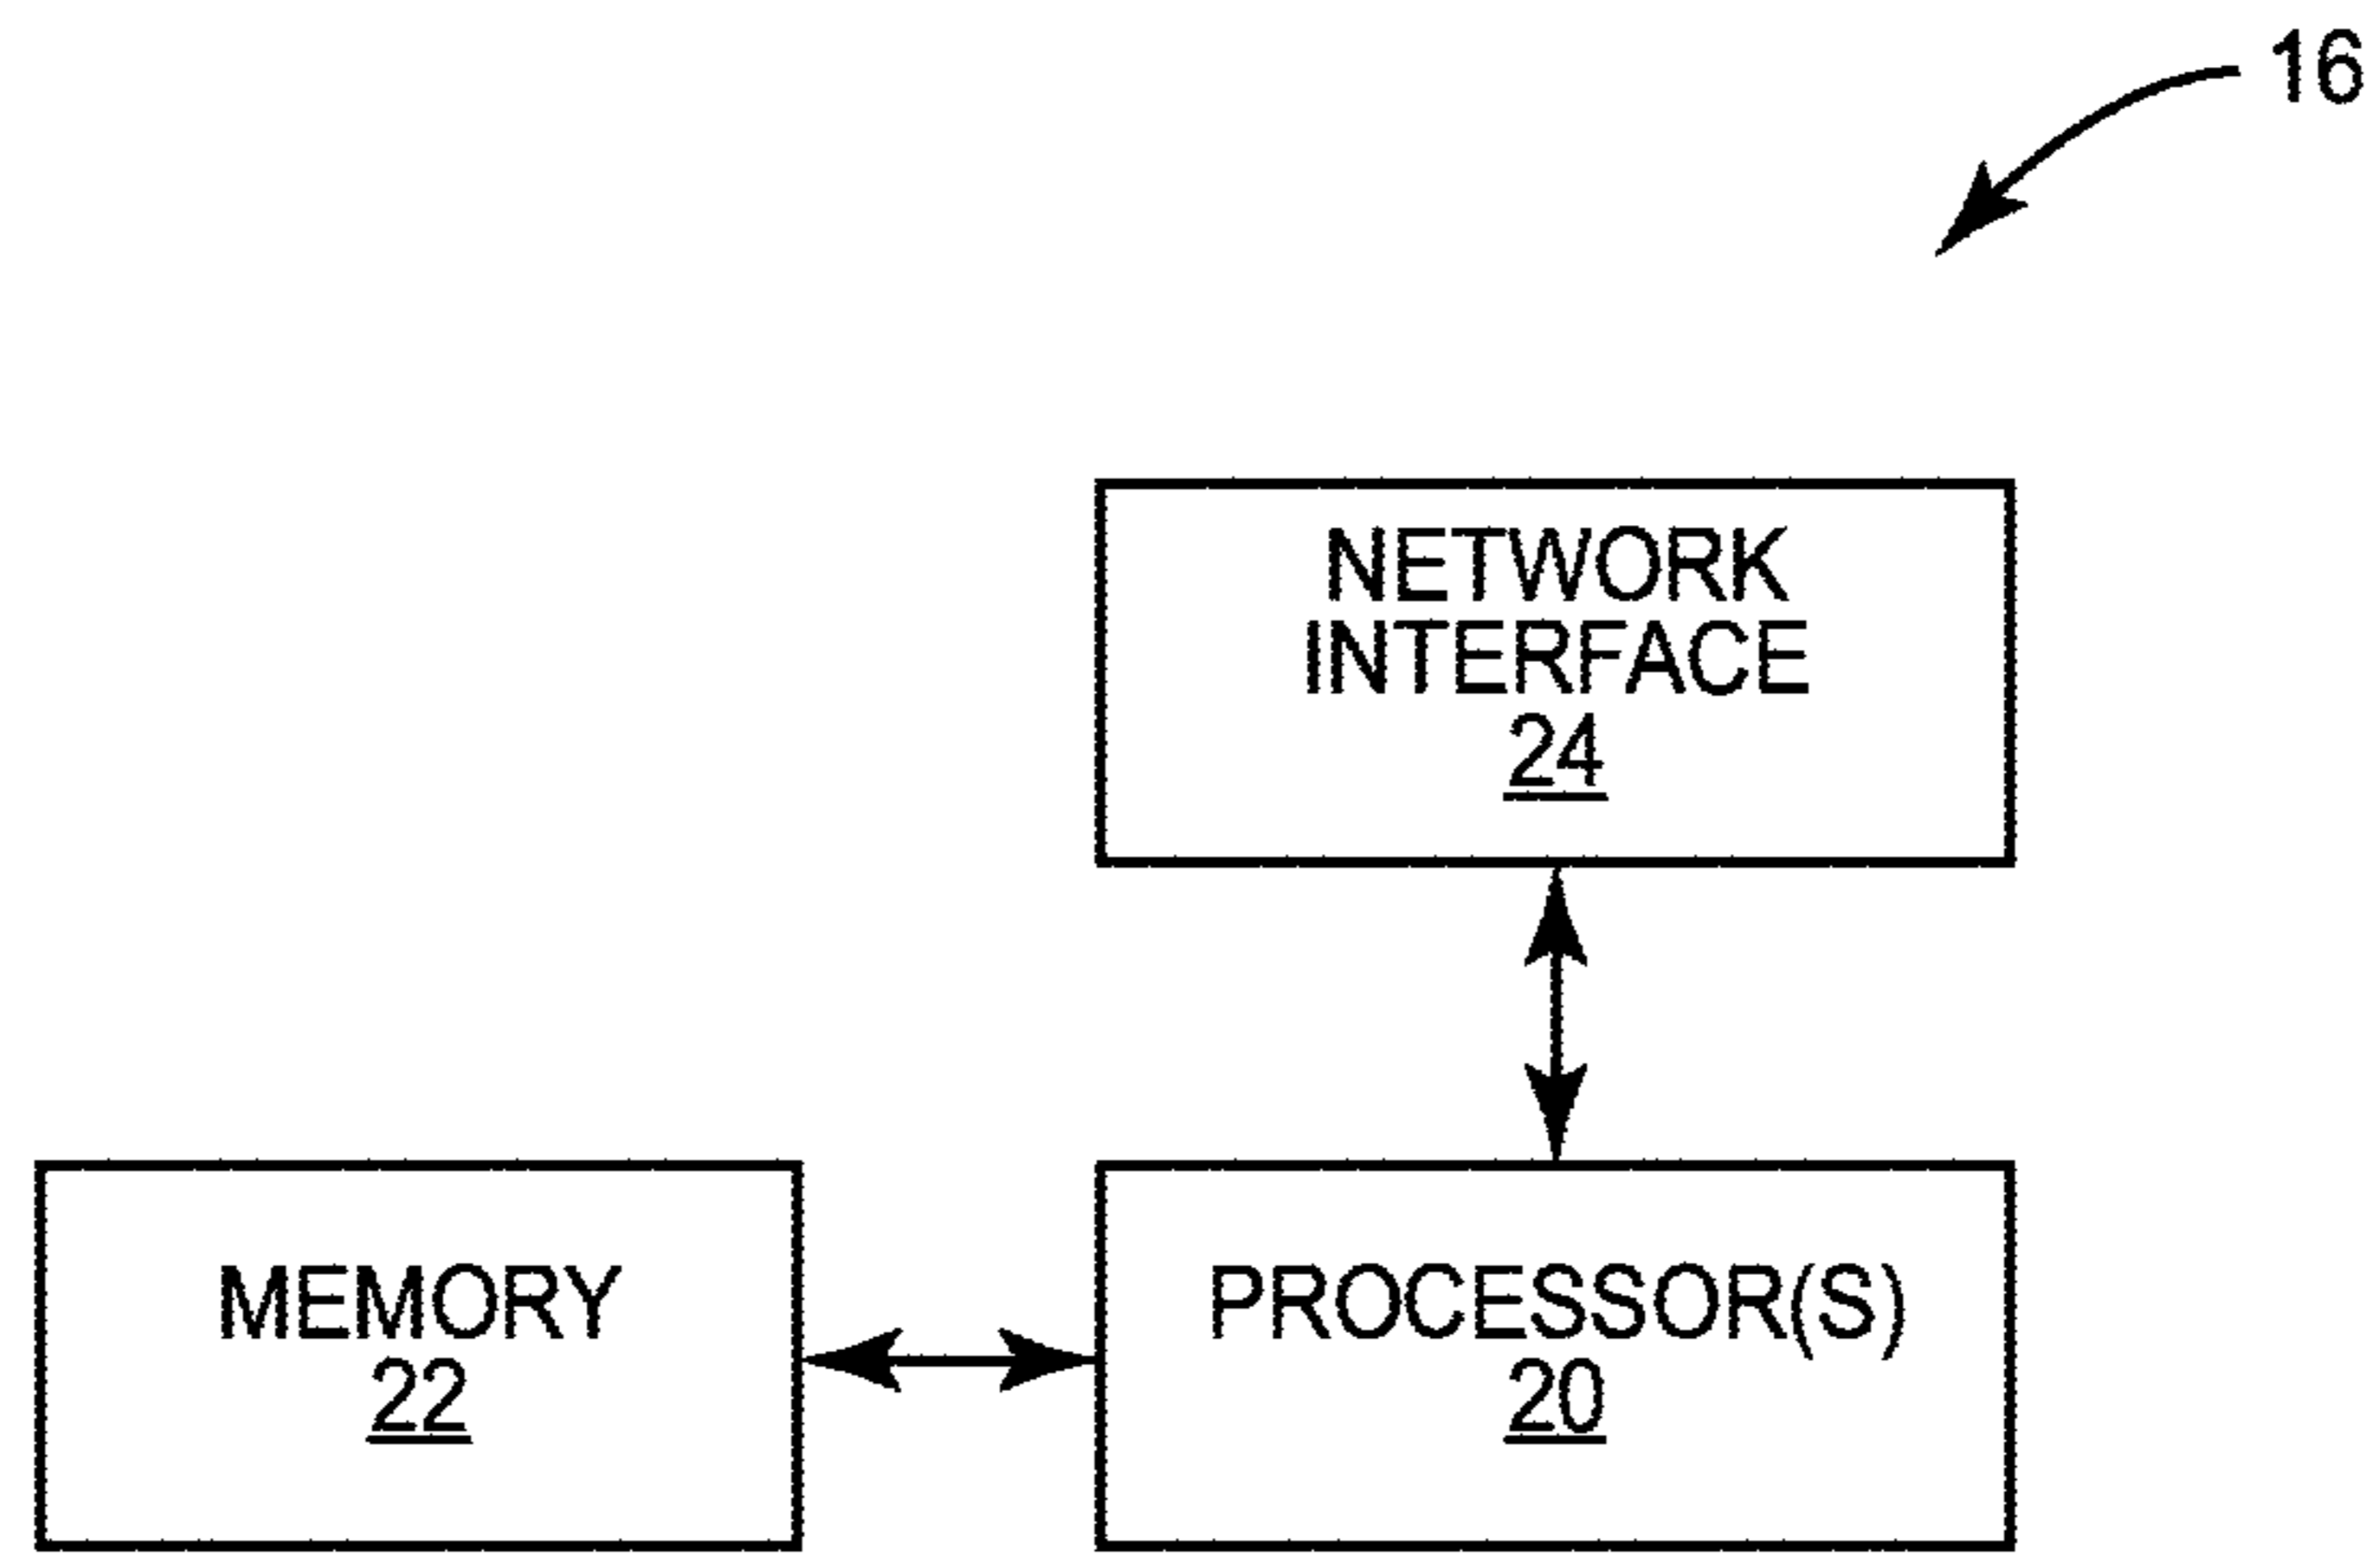 16
NETWORK
INTERFACE
24
MEMORY
22
PROCESSOR(S)
20